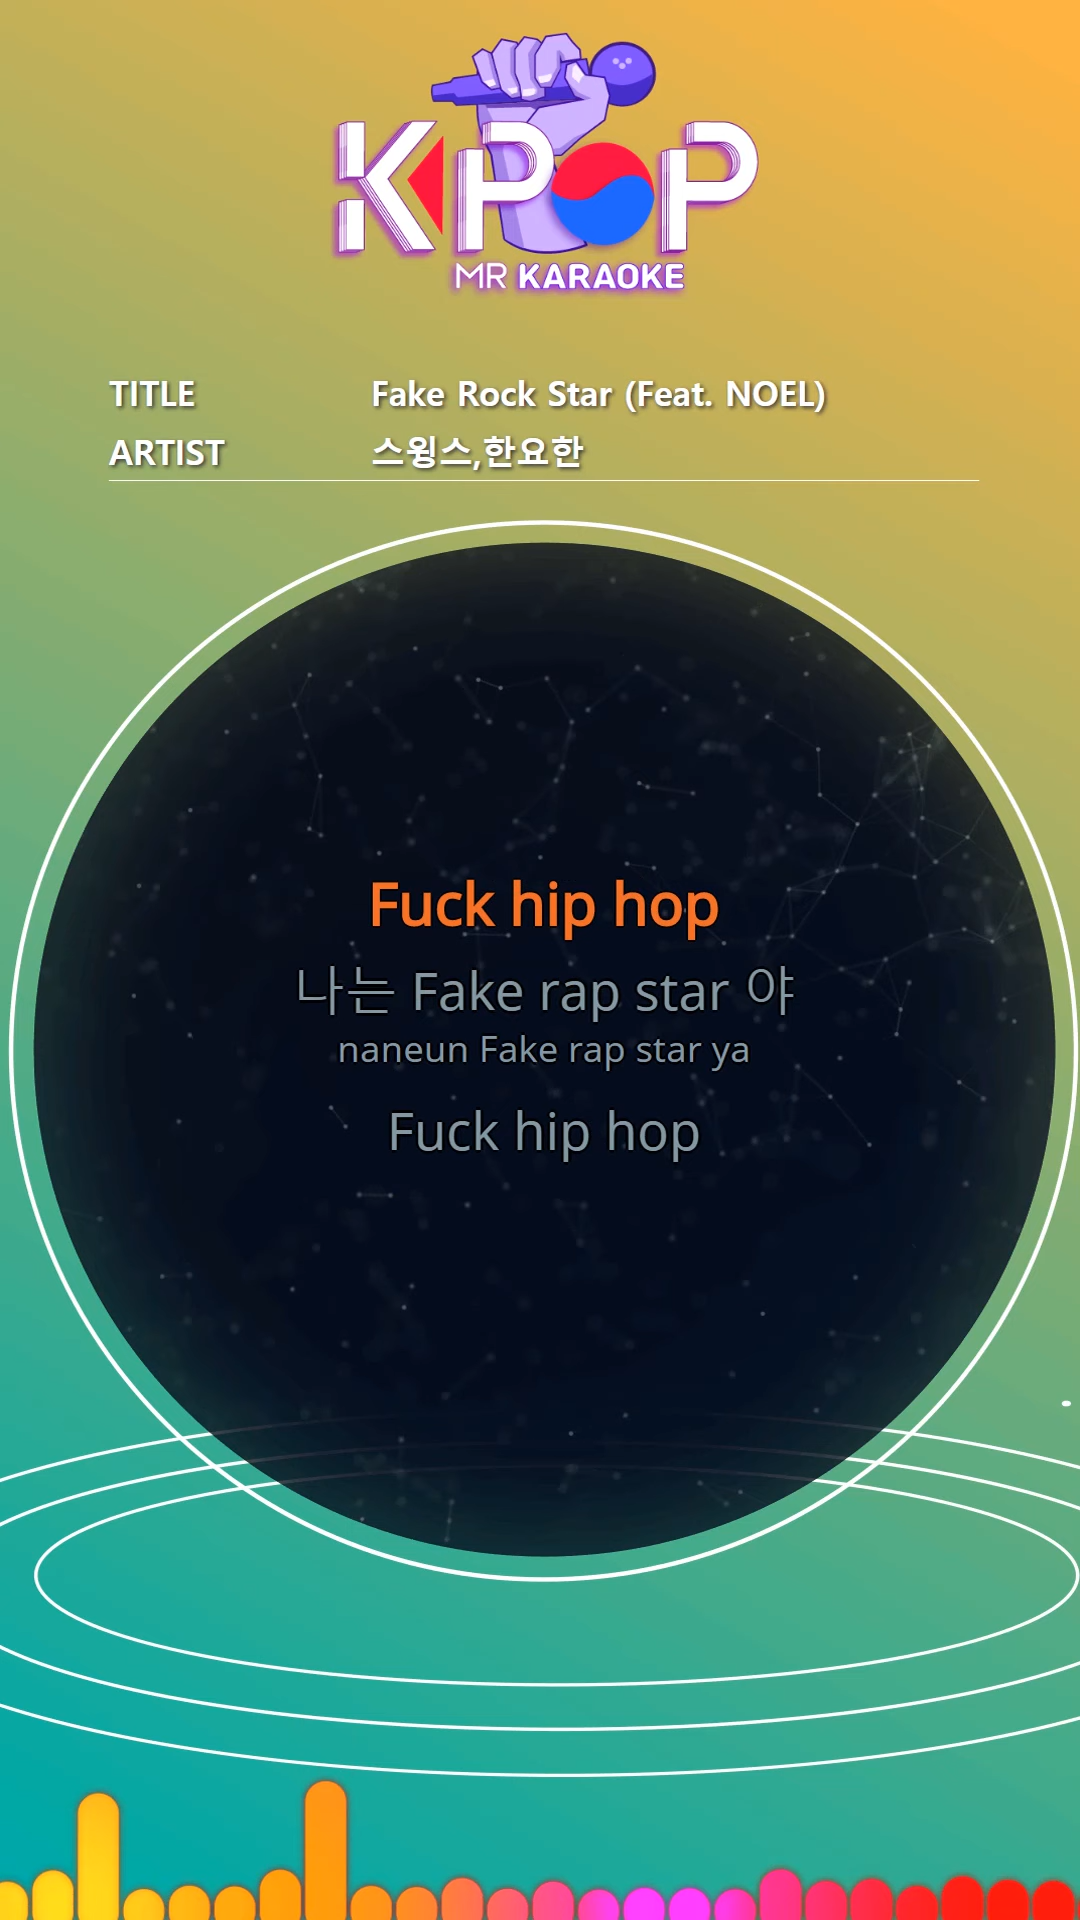 KPOP
MR KARAOKE
TITLE Fake Rock Star (Feat. NOEL)
ARTIST 스윙스,한요한
Fuck hip hop
나는 Fake rap star 야
naneun Fake rap star ya
Fuck hip hop